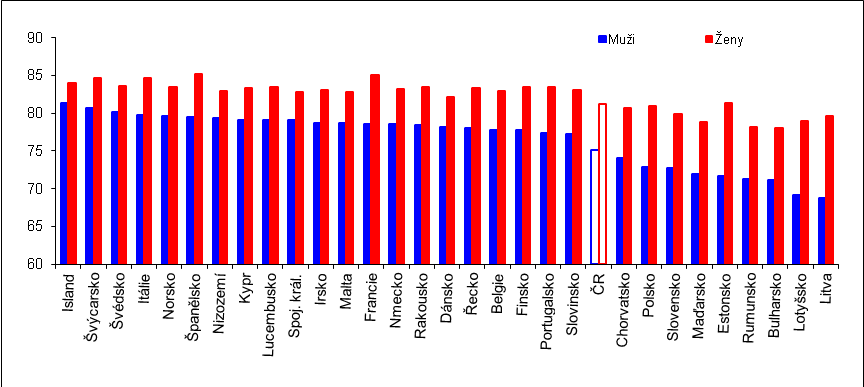 90
Muži
Ženy
85
80
75
70
65
60
Island
Švýcarsko
Švédsko
Itálie
Norsko
Španělsko
Nizozemí
Kypr
Lucembusko
Spoj. král.
Irsko
Malta
Francie
Nmecko
Rakousko
Dánsko
Řecko
Belgie
Finsko
Portugalsko
Slovinsko
ČR
Chorvatsko
Polsko
Slovensko
Maďarsko
Estonsko
Rumunsko
Bulharsko
Lotyšsko
Litva